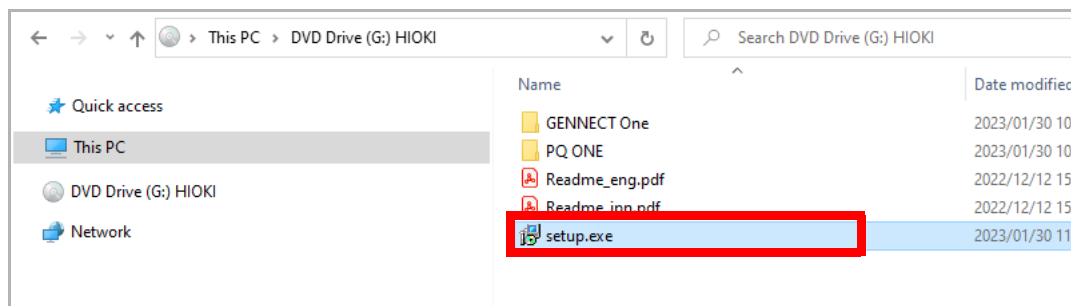 This PC > DVD Drive (G:) HIOKI
Search DVD Drive (G:) HIOKI
Quick access
This PC
DVD Drive (G:) HIOKI
Network
Name Date modified
GENNECT One 2023/01/30 10
PQ ONE 2023/01/30 10
Readme_eng.pdf 2022/12/12 15
Readme_jpn.pdf 2022/12/12 15
setup.exe 2023/01/30 11